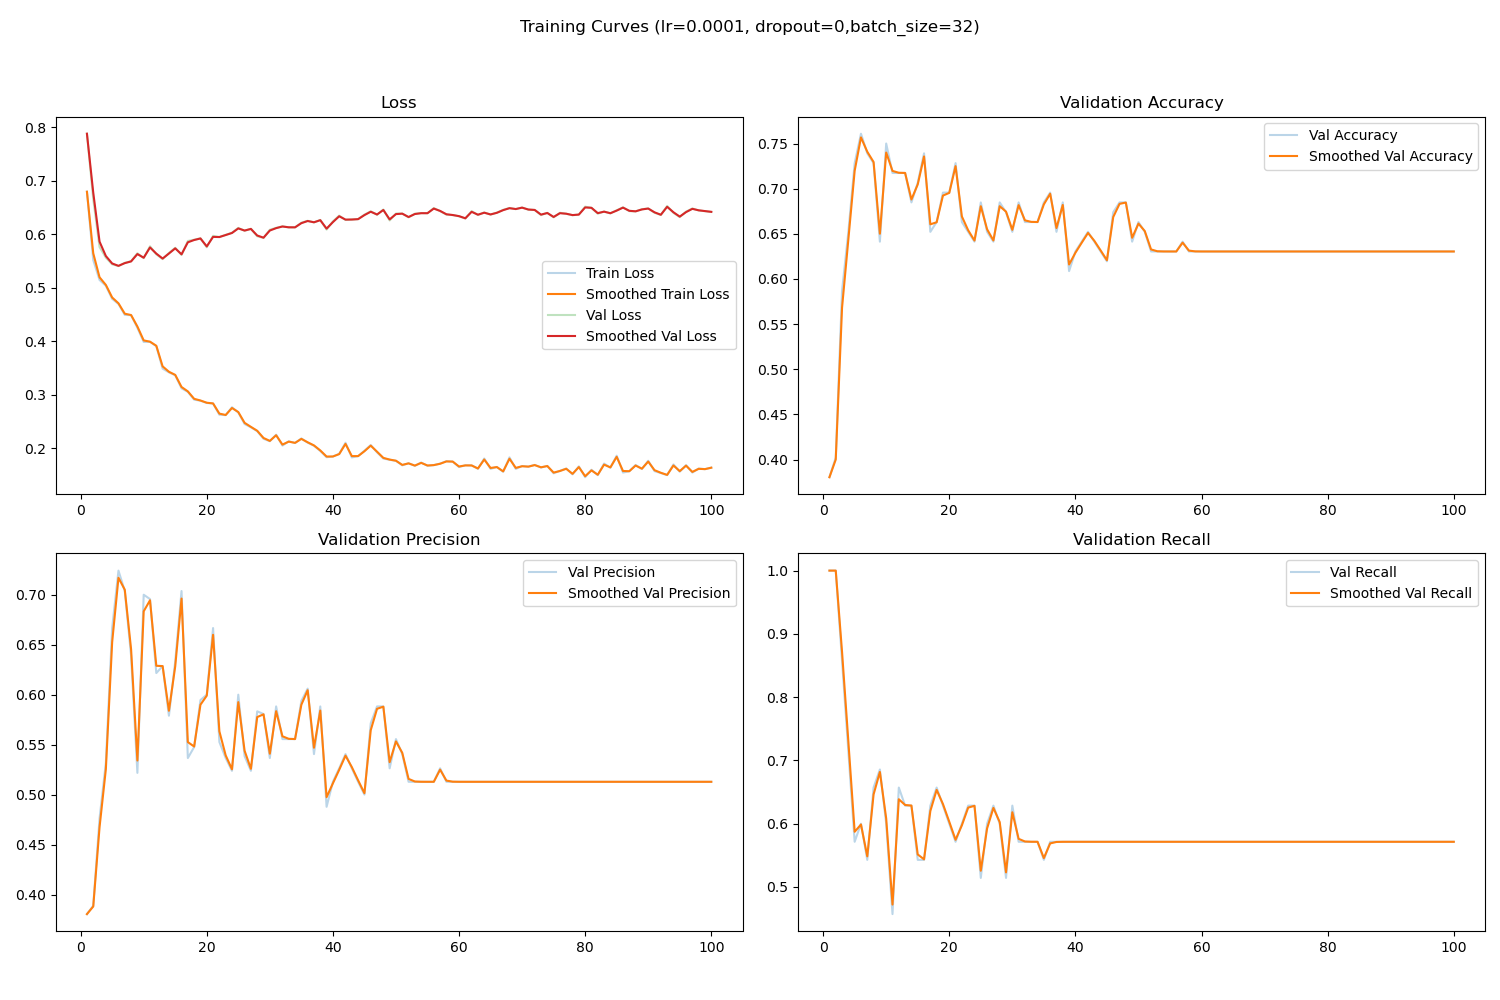 Training Curves (lr=0.0001, dropout=0,batch_size=32)
Loss
0.8
0.7
0.6
0.5
0.4
0.3
0.2
0 20 40 60 80 100
Train Loss
Smoothed Train Loss
Val Loss
Smoothed Val Loss
Validation Accuracy
0.75
0.70
0.65
0.60
0.55
0.50
0.45
0.40
0 20 40 60 80 100
Val Accuracy
Smoothed Val Accuracy
Validation Precision
0.70
0.65
0.60
0.55
0.50
0.45
0.40
0 20 40 60 80 100
Val Precision
Smoothed Val Precision
Validation Recall
1.0
0.9
0.8
0.7
0.6
0.5
0 20 40 60 80 100
Val Recall
Smoothed Val Recall